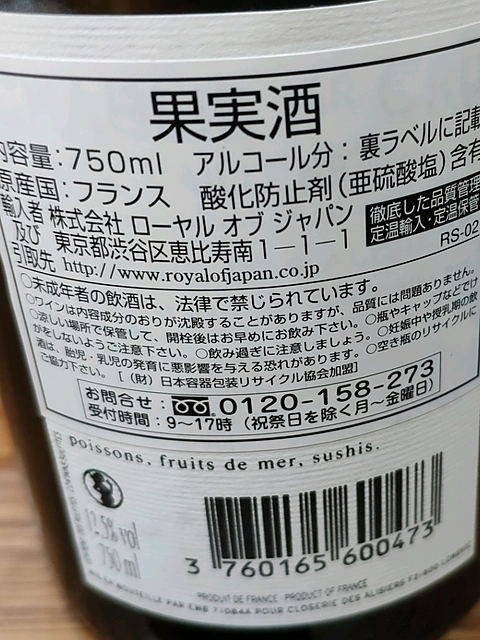 果実酒
内容量:750ml アルコール分:裏ラベルに記載
原産国:フランス 酸化防止剤(亜硫酸塩)含有
輸入者及び引取先 株式会社 ローヤル オブ ジャパン
東京都渋谷区恵比寿南1-1-1
http://www.royalofjapan.co.jp
徹底した品質管理
定温輸入・定温保管
RS-02
○未成年者の飲酒は、法律で禁じられています。
○ワインは内容成分のおりが沈殿することがありますが、品質には問題ありません。
○涼しい場所で保管して、開栓後はお早めにお飲み下さい。○瓶やキャップなどでけ
がをしないようご注意下さい。○飲み過ぎに注意しましょう。○妊娠中や授乳期の飲
酒は、胎児・乳児の発育に悪影響を与える恐れがあります。○空き瓶のリサイクルに
ご協力下さい。[(財)日本容器包装リサイクル協会加盟]
お問合せ: 0120-158-273
受付時間:9~17時(祝祭日を除く月~金曜日)
poissons, fruits de mer, sushis.
12.5% vol
750 ml
3 760165 600473
PRODUIT DE FRANCE - PRODUCT OF FRANCE
MIS EN BOUTEILLE PAR EMB 71084A POUR CLOSERIE DES ALISIERS